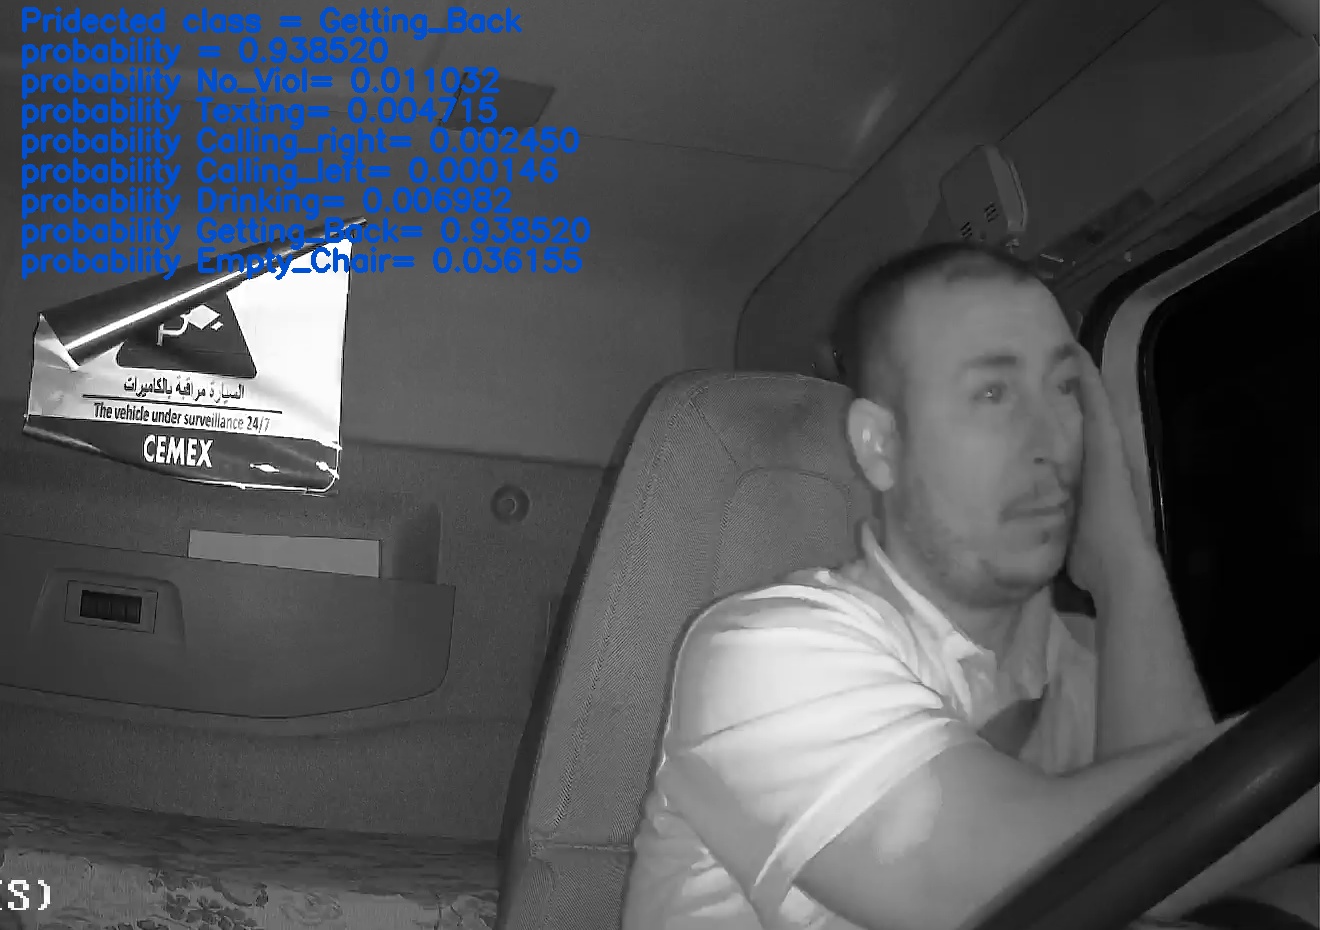 Pridected class = Getting_Back
probability = 0.938520
probability No_Viol= 0.011032
probability Texting= 0.004715
probability Calling_right= 0.002450
probability Calling_left= 0.000146
probability Drinking= 0.006982
probability Getting_Back= 0.938520
probability Empty_Chair= 0.036155
السيارة مراقبة بالكاميرات
The vehicle under surveillance 24/7
CEMEX
(S)